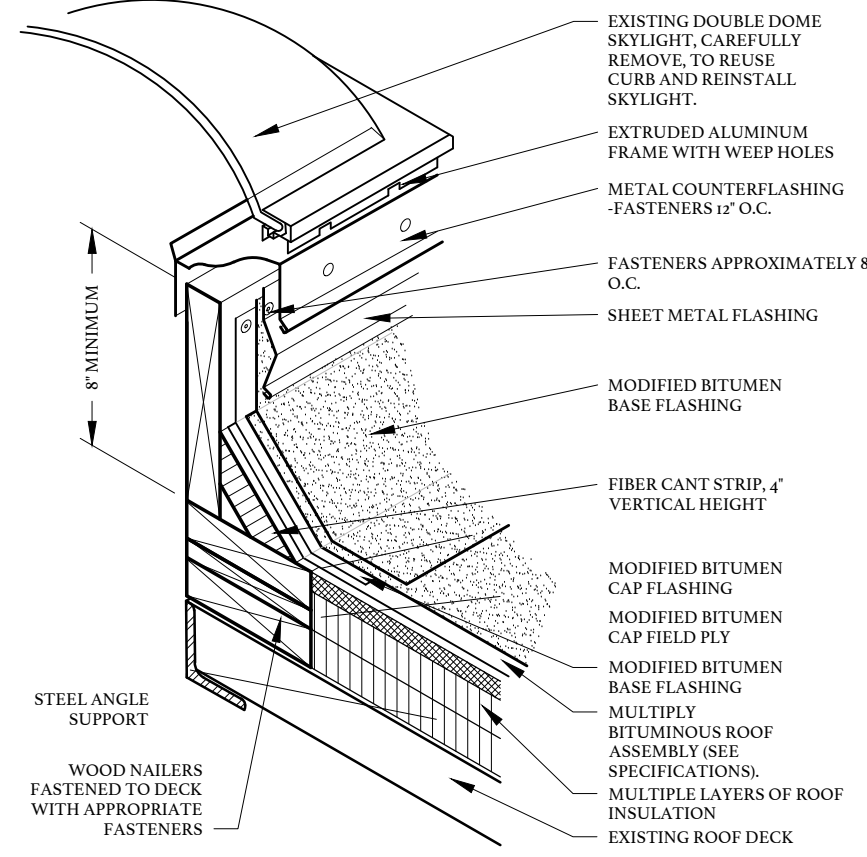 EXISTING DOUBLE DOME
SKYLIGHT, CAREFULLY
REMOVE, TO REUSE
CURB AND REINSTALL
SKYLIGHT.
EXTRUDED ALUMINUM
FRAME WITH WEEP HOLES
METAL COUNTERFLASHING
-FASTENERS 12" O.C.
FASTENERS APPROXIMATELY 8
O.C.
SHEET METAL FLASHING
8" MINIMUM
MODIFIED BITUMEN
BASE FLASHING
FIBER CANT STRIP, 4"
VERTICAL HEIGHT
MODIFIED BITUMEN
CAP FLASHING
MODIFIED BITUMEN
CAP FIELD PLY
MODIFIED BITUMEN
BASE FLASHING
MULTIPLY
BITUMINOUS ROOF
ASSEMBLY (SEE
SPECIFICATIONS).
MULTIPLE LAYERS OF ROOF
INSULATION
EXISTING ROOF DECK
STEEL ANGLE
SUPPORT
WOOD NAILERS
FASTENED TO DECK
WITH APPROPRIATE
FASTENERS